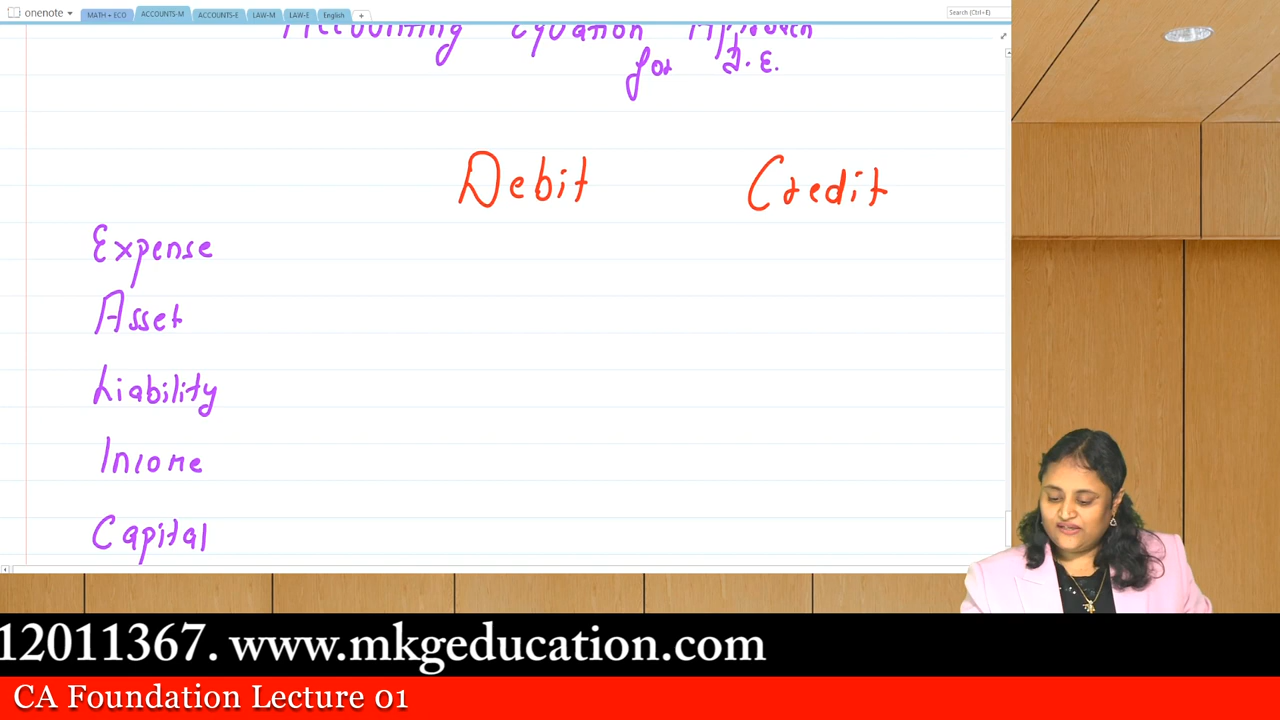 onenote
MATH + ECO
ACCOUNTS-M
ACCOUNTS-E
LAW-M
LAW-E
English
Search (Ctrl+E)
Accounting Equation Approach
for J.E.
Debit Credit
Expense
Asset
Liability
Income
Capital
12011367. www.mkgeducation.com
CA Foundation Lecture 01